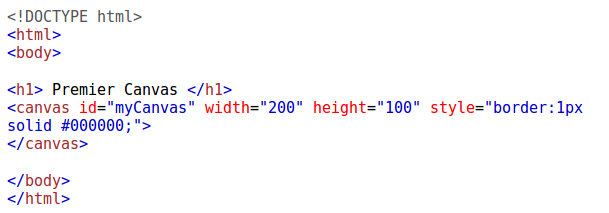 <!DOCTYPE html>
<html>
<body>
<h1> Premier Canvas </h1>
<canvas id="myCanvas" width="200" height="100" style="border:1px
solid #000000;">
</canvas>
</body>
</html>